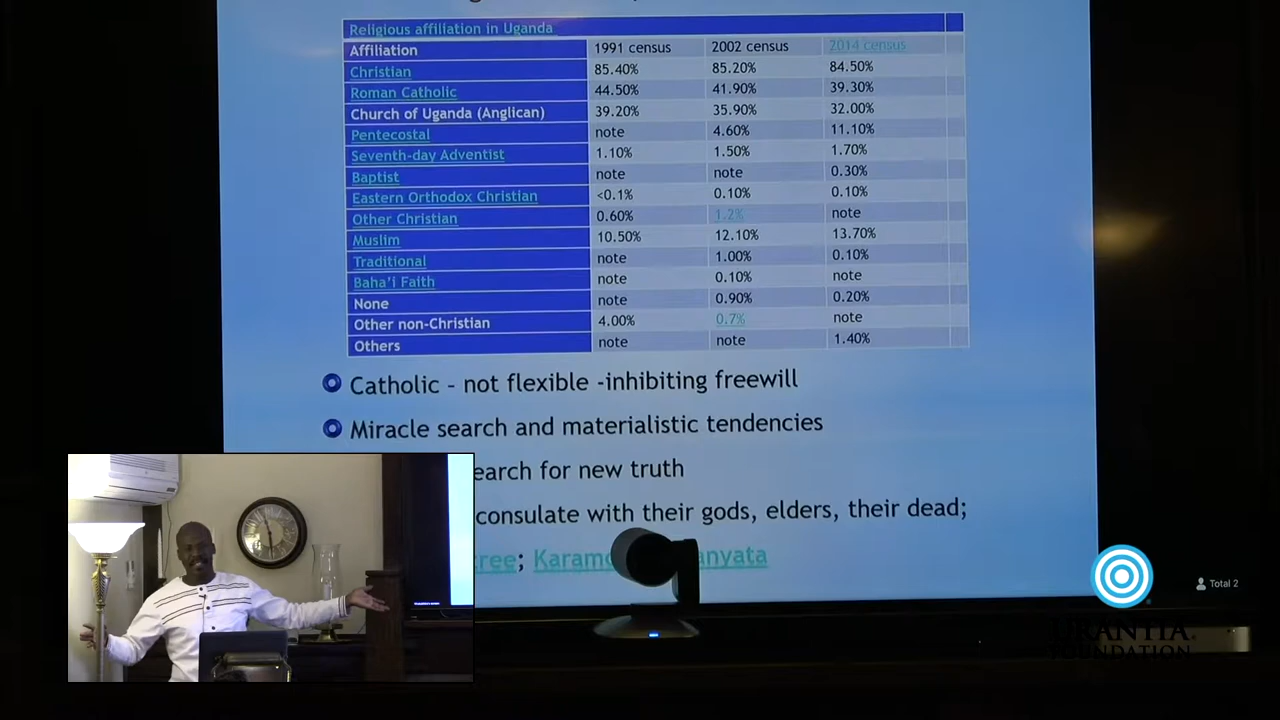 Religious affiliation in Uganda
Affiliation 1991 census 2002 census 2014 census
Christian 85.40% 85.20% 84.50%
Roman Catholic 44.50% 41.90% 39.30%
Church of Uganda (Anglican) 39.20% 35.90% 32.00%
Pentecostal note 4.60% 11.10%
Seventh-day Adventist 1.10% 1.50% 1.70%
Baptist note note 0.30%
Eastern Orthodox Christian <0.1% 0.10% 0.10%
Other Christian 0.60% 1.2% note
Muslim 10.50% 12.10% 13.70%
Traditional note 1.00% 0.10%
Baha'i Faith note 0.10% note
None note 0.90% 0.20%
Other non-Christian 4.00% 0.7% note
Others note note 1.40%
Catholic - not flexible -inhibiting freewill
Miracle search and materialistic tendencies
earch for new truth
consulate with their gods, elders, their dead;
ree; Karamo anyata
Total 2
URANTIA®
FOUNDATION